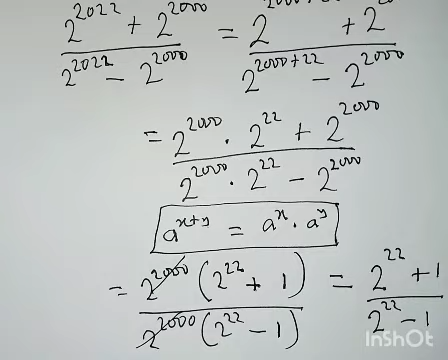 (2^2022 + 2^2000) / (2^2022 - 2^2000) = (2^2000+22 + 2^2000) / (2^2000+22 - 2^2000)
= (2^2000 · 2^22 + 2^2000) / (2^2000 · 2^22 - 2^2000)
a^x+y = a^x · a^y
= 2^2000 (2^22 + 1) / 2^2000 (2^22 - 1) = (2^22 + 1) / (2^22 - 1)
InShOt